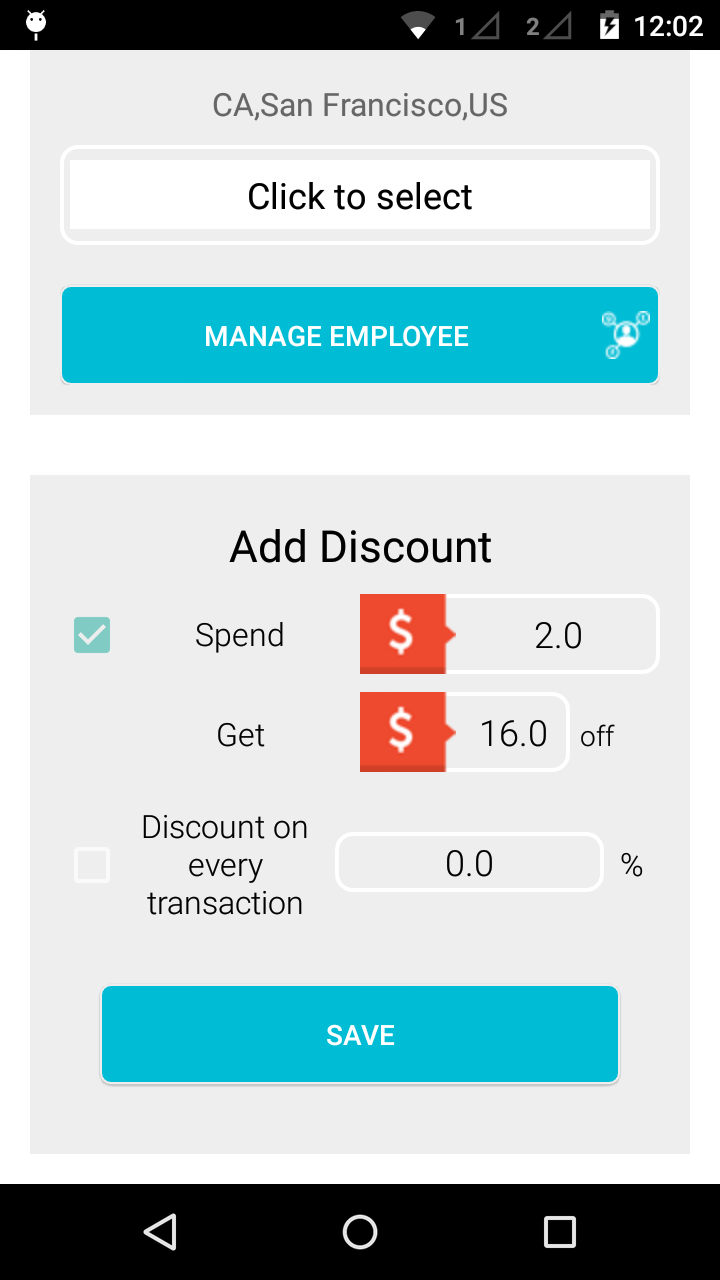 1 2 12:02
CA,San Francisco,US
Click to select
MANAGE EMPLOYEE
Add Discount
Spend $ 2.0
Get $ 16.0 off
Discount on
every
transaction
0.0 %
SAVE